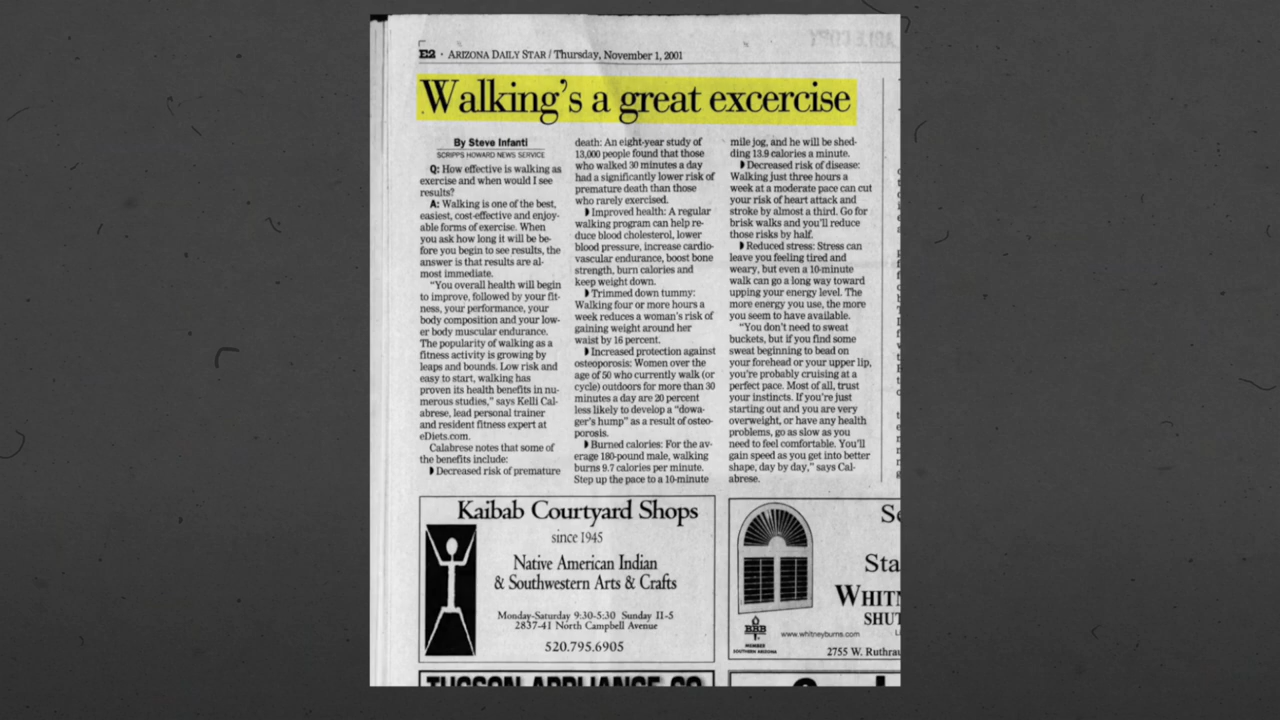 E2 · ARIZONA DAILY STAR / Thursday, November 1, 2001
Walking's a great excercise
By Steve Infanti
SCRIPPS HOWARD NEWS SERVICE
Q: How effective is walking as
exercise and when would I see
results?
A: Walking is one of the best,
easiest, cost-effective and enjoy-
able forms of exercise. When
you ask how long it will be be-
fore you begin to see results, the
answer is that results are al-
most immediate.
"You overall health will begin
to improve, followed by your fit-
ness, your performance, your
body composition and your low-
er body muscular endurance.
The popularity of walking as a
fitness activity is growing by
leaps and bounds. Low risk and
easy to start, walking has
proven its health benefits in nu-
merous studies," says Kelli Cal-
abrese, lead personal trainer
and resident fitness expert at
eDiets.com.
Calabrese notes that some of
the benefits include:
Decreased risk of premature
death: An eight-year study of
13,000 people found that those
who walked 30 minutes a day
had a significantly lower risk of
premature death than those
who rarely exercised.
Improved health: A regular
walking program can help re-
duce blood cholesterol, lower
blood pressure, increase cardio-
vascular endurance, boost bone
strength, burn calories and
keep weight down.
Trimmed down tummy:
Walking four or more hours a
week reduces a woman's risk of
gaining weight around her
waist by 16 percent.
Increased protection against
osteoporosis: Women over the
age of 50 who currently walk (or
cycle) outdoors for more than 30
minutes a day are 20 percent
less likely to develop a "dowa-
ger's hump" as a result of osteo-
porosis.
Burned calories: For the av-
erage 180-pound male, walking
burns 9.7 calories per minute.
Step up the pace to a 10-minute
mile jog, and he will be shed-
ding 13.9 calories a minute.
Decreased risk of disease:
Walking just three hours a
week at a moderate pace can cut
your risk of heart attack and
stroke by almost a third. Go for
brisk walks and you'll reduce
those risks by half.
Reduced stress: Stress can
leave you feeling tired and
weary, but even a 10-minute
walk can go a long way toward
upping your energy level. The
more energy you use, the more
you seem to have available.
"You don't need to sweat
buckets, but if you find some
sweat beginning to bead on
your forehead or your upper lip,
you're probably cruising at a
perfect pace. Most of all, trust
your instincts. If you're just
starting out and you are very
overweight, or have any health
problems, go as slow as you
need to feel comfortable. You'll
gain speed as you get into better
shape, day by day," says Cal-
abrese.
Kaibab Courtyard Shops
since 1945
Native American Indian
& Southwestern Arts & Crafts
Monday-Saturday 9:30-5:30 Sunday 11-5
2837-41 North Campbell Avenue
520.795.6905
Sta
WHITN
SHUT
BBB
MEMBER
SOUTHERN ARIZONA
www.whitneyburns.com
2755 W. Ruthrau
TUCSON APPLIANCE CO